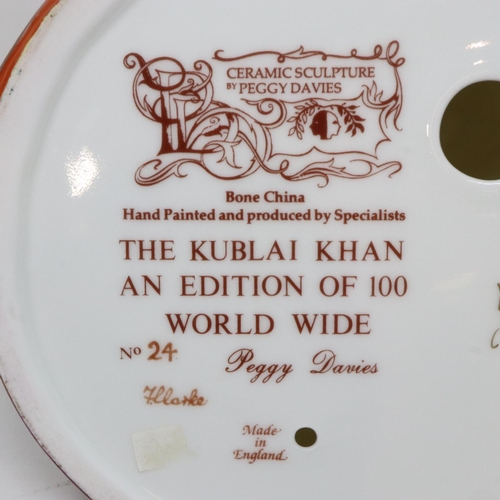 CERAMIC SCULPTURE
BY PEGGY DAVIES
Bone China
Hand Painted and produced by Specialists
THE KUBLAI KHAN
AN EDITION OF 100
WORLD WIDE
No 24
Peggy Davies
Made
in
England